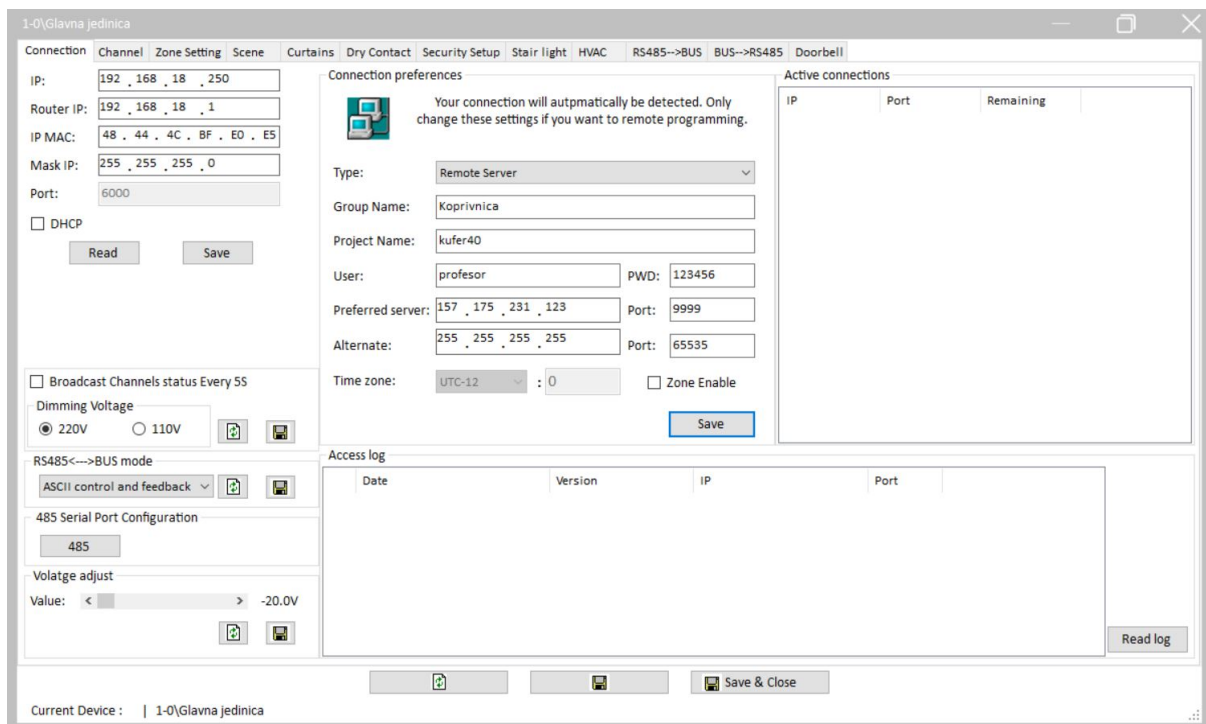 1-0\Glavna jedinica
Connection Channel Zone Setting Scene Curtains Dry Contact Security Setup Stair light HVAC RS485-->BUS BUS-->RS485 Doorbell
IP: 192 . 168 . 18 . 250
Router IP: 192 . 168 . 18 . 1
IP MAC: 48 . 44 . 4C . BF . E0 . E5
Mask IP: 255 . 255 . 255 . 0
Port: 6000
DHCP
Read Save
Broadcast Channels status Every 5S
Dimming Voltage
220V 110V
RS485<--->BUS mode
ASCII control and feedback
485 Serial Port Configuration
485
Volatge adjust
Value: < > -20.0V
Connection preferences
Your connection will autpmatically be detected. Only
change these settings if you want to remote programming.
Type: Remote Server
Group Name: Koprivnica
Project Name: kufer40
User: profesor PWD: 123456
Preferred server: 157 . 175 . 231 . 123 Port: 9999
Alternate: 255 . 255 . 255 . 255 Port: 65535
Time zone: UTC-12 : 0 Zone Enable
Save
Active connections
IP Port Remaining
Access log
Date Version IP Port
Read log
Save & Close
Current Device : | 1-0\Glavna jedinica